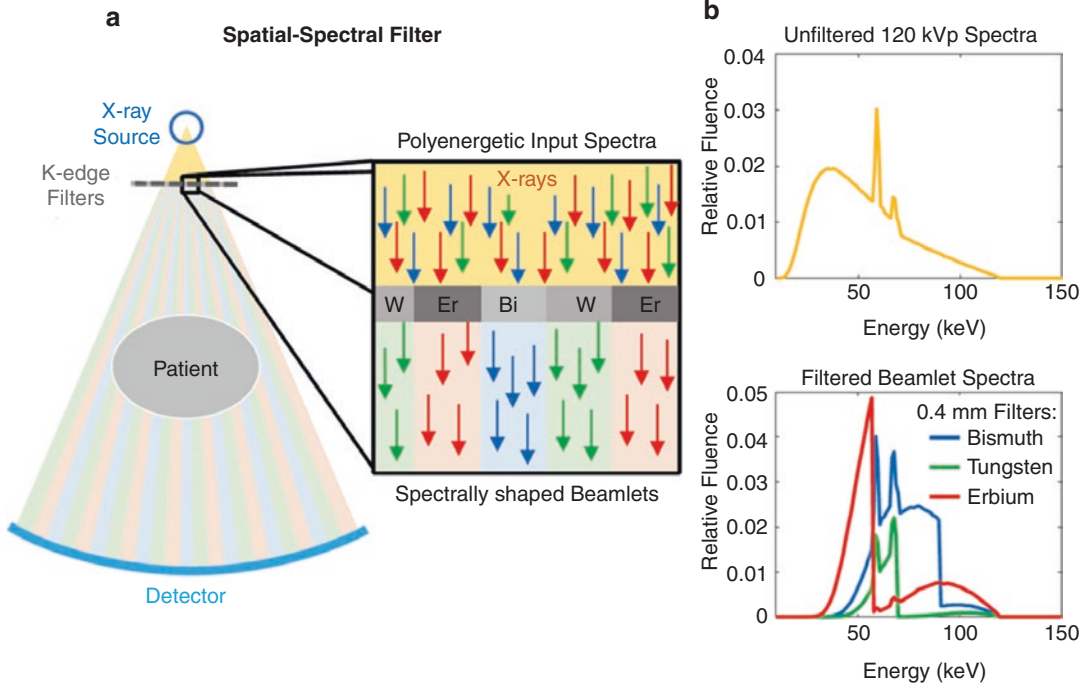 a
Spatial-Spectral Filter
X-ray
Source
K-edge
Filters
Patient
Detector
Polyenergetic Input Spectra
X-rays
W Er Bi W Er
Spectrally shaped Beamlets
b
Unfiltered 120 kVp Spectra
Relative Fluence
0.04
0.03
0.02
0.01
0
50 100 150
Energy (keV)
Filtered Beamlet Spectra
Relative Fluence
0.05
0.04
0.03
0.02
0.01
0
0.4 mm Filters:
Bismuth
Tungsten
Erbium
50 100 150
Energy (keV)